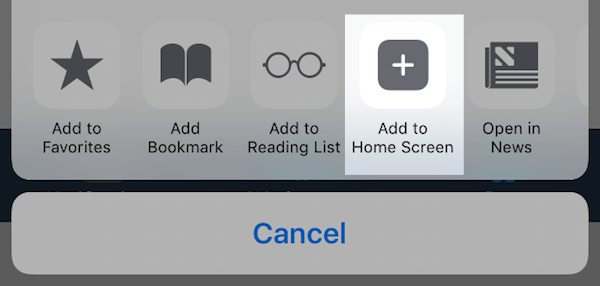 Add to
Favorites
Add
Bookmark
Add to
Reading List
Add to
Home Screen
Open in
News
Cancel